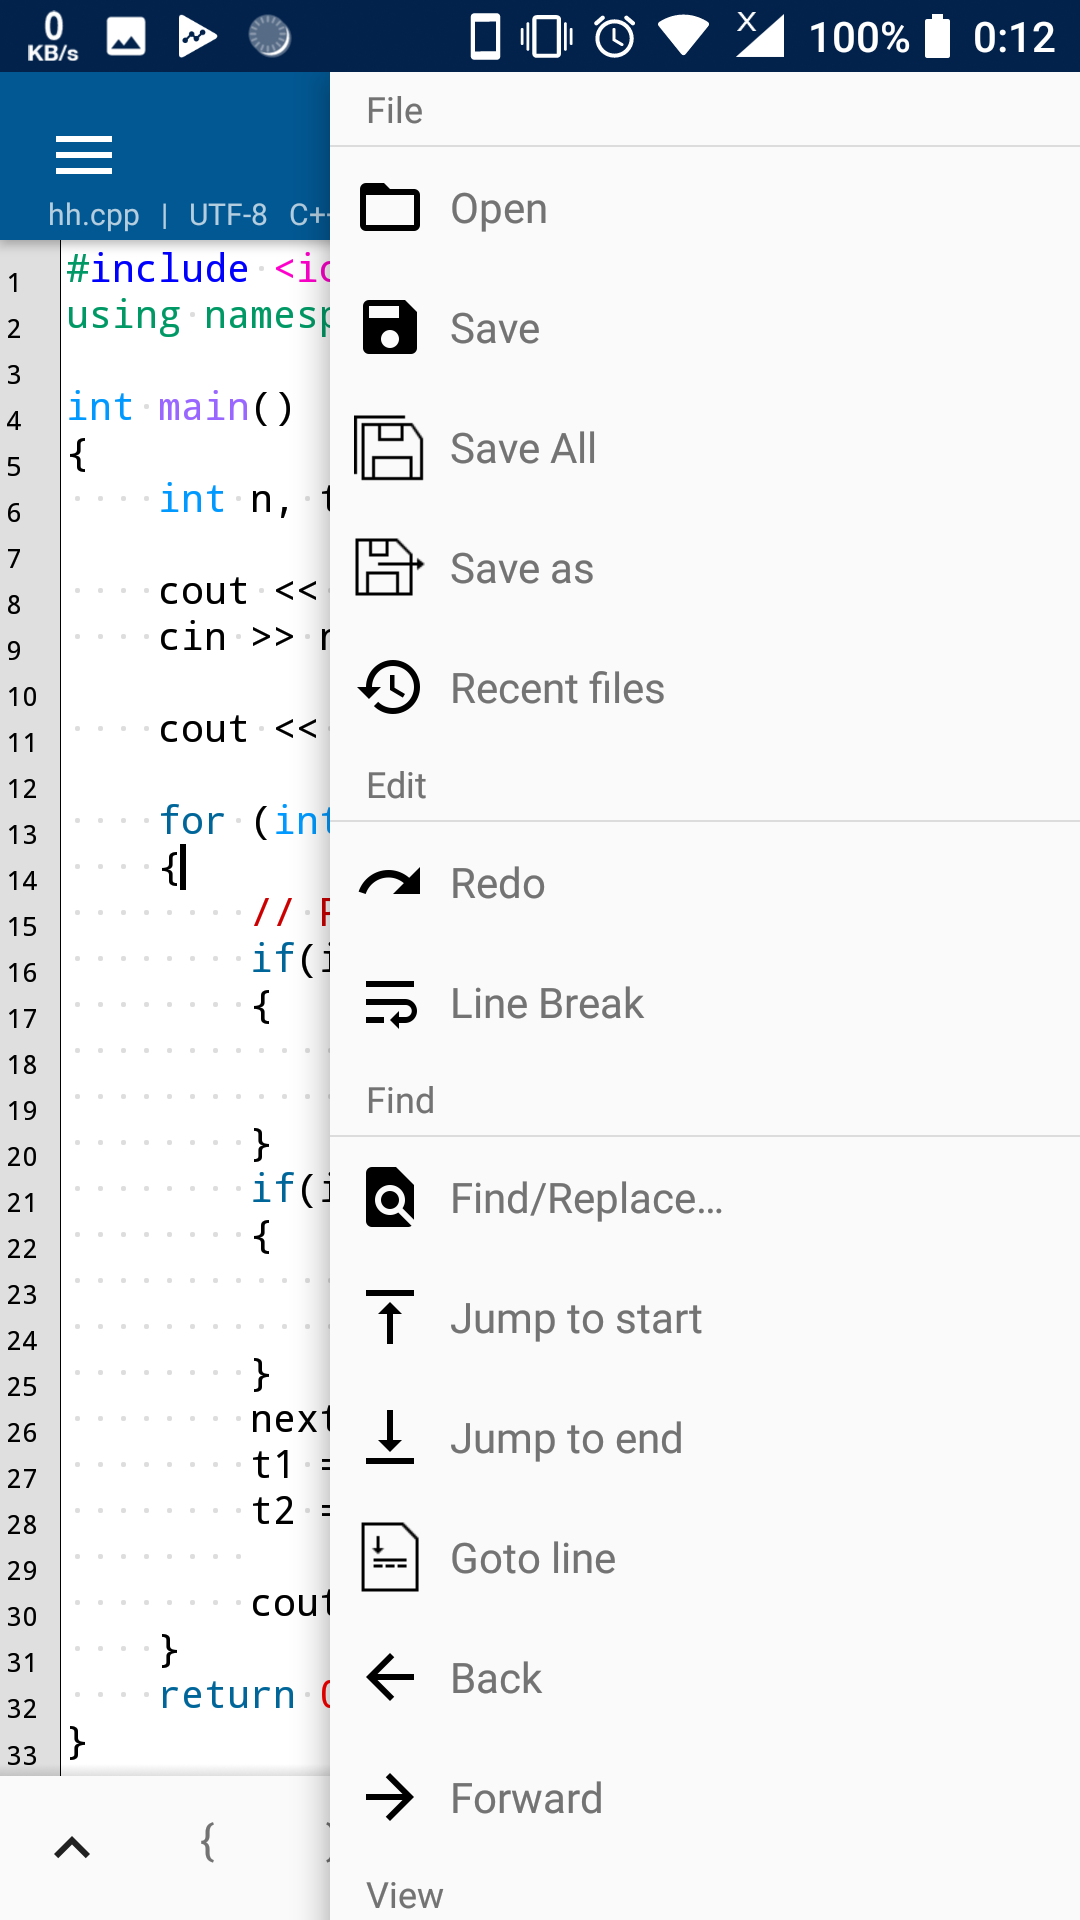 0
KB/s
100%
0:12
hh.cpp | UTF-8 C+
1 #include <io
2 using namesp
3
4 int main()
5 {
6 int n, t
7
8 cout <<
9 cin >> n
10
11 cout <<
12
13 for (int
14 {
15 // P
16 if(i
17 {
18
19
20 }
21 if(i
22 {
23
24
25 }
26 next
27 t1 =
28 t2 =
29
30 cout
31 }
32 return 0
33 }
{
File
Open
Save
Save All
Save as
Recent files
Edit
Redo
Line Break
Find
Find/Replace...
Jump to start
Jump to end
Goto line
Back
Forward
View